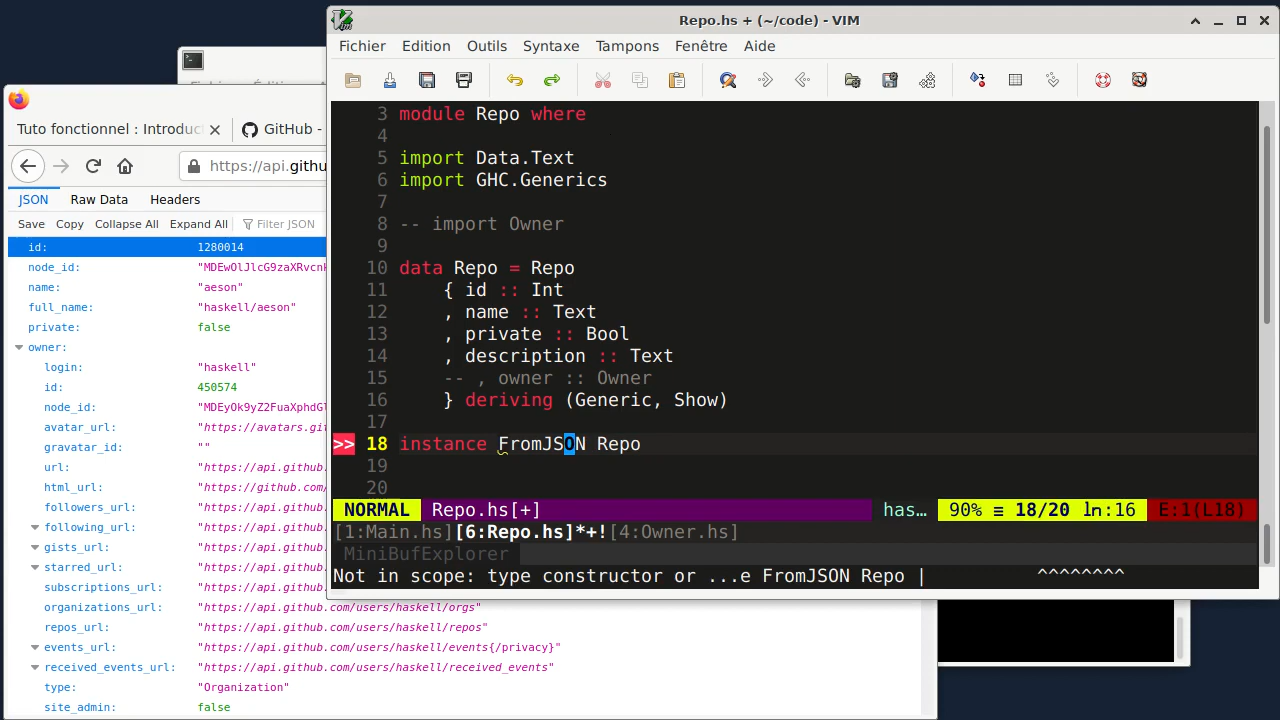 Repo.hs + (~/code) - VIM
Fichier Edition Outils Syntaxe Tampons Fenêtre Aide
3 module Repo where
4
5 import Data.Text
6 import GHC.Generics
7
8 -- import Owner
9
10 data Repo = Repo
11 { id :: Int
12 , name :: Text
13 , private :: Bool
14 , description :: Text
15 -- , owner :: Owner
16 } deriving (Generic, Show)
17
>> 18 instance FromJSON Repo
19
20
NORMAL Repo.hs[+] has… 90% ≡ 18/20 ln:16 E:1(L18)
[1:Main.hs][6:Repo.hs]*+![4:Owner.hs]
MiniBufExplorer
Not in scope: type constructor or ...e FromJSON Repo | ^^^^^^^^
Tuto fonctionnel : Introduct GitHub -
https://api.githu
JSON Raw Data Headers
Save Copy Collapse All Expand All Filter JSON
id: 1280014
node_id:
name: "aeson"
full_name: "haskell/aeson"
private: false
owner:
login: "haskell"
id: 450574
node_id:
avatar_url: "https://avatars.git
gravatar_id: ""
url: "https://api.github.
html_url: "https://github.com/
followers_url: "https://api.github.
following_url: "https://api.github.
gists_url: "https://api.github.
starred_url: "https://api.github.
subscriptions_url: "https://api.github.
organizations_url: "https://api.github.com/users/haskell/orgs"
repos_url: "https://api.github.com/users/haskell/repos"
events_url: "https://api.github.com/users/haskell/events{/privacy}"
received_events_url: "https://api.github.com/users/haskell/received_events"
type: "Organization"
site_admin: false